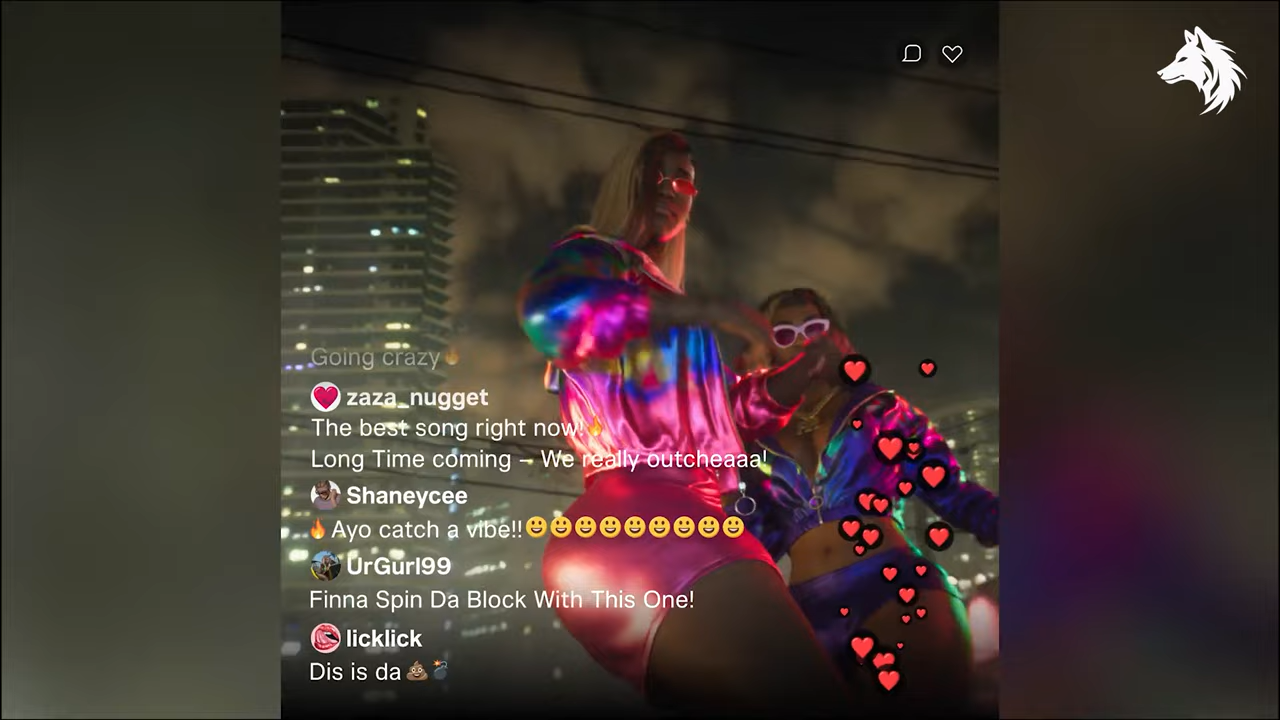 Going crazy🔥
zaza_nugget
The best song right now!🔥
Long Time coming – We really outcheaaa!
Shaneycee
🔥Ayo catch a vibe!!😀😀😀😀😀😀😀😀😀
UrGurl99
Finna Spin Da Block With This One!
licklick
Dis is da💩💣